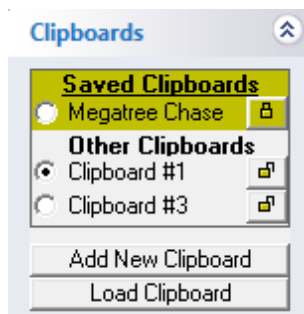 Clipboards
Saved Clipboards
Megatree Chase
Other Clipboards
Clipboard #1
Clipboard #3
Add New Clipboard
Load Clipboard